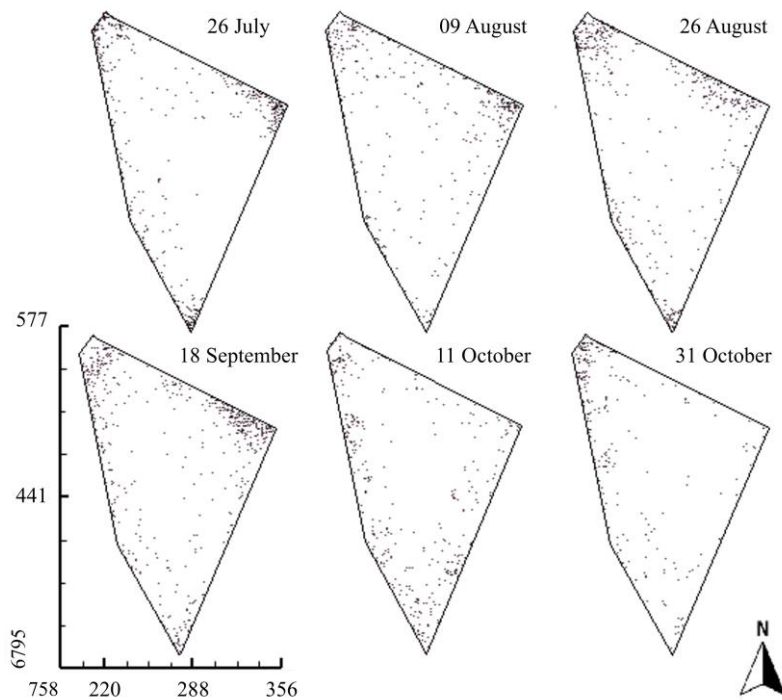 26 July
09 August
26 August
577
18 September
11 October
31 October
441
6795
N
758 220 288 356